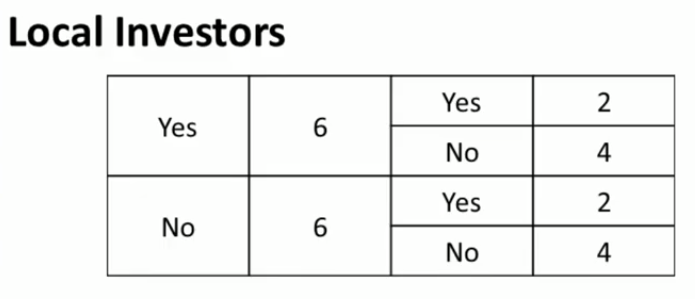 Local Investors
Yes 6 Yes 2
No 4
No 6 Yes 2
No 4